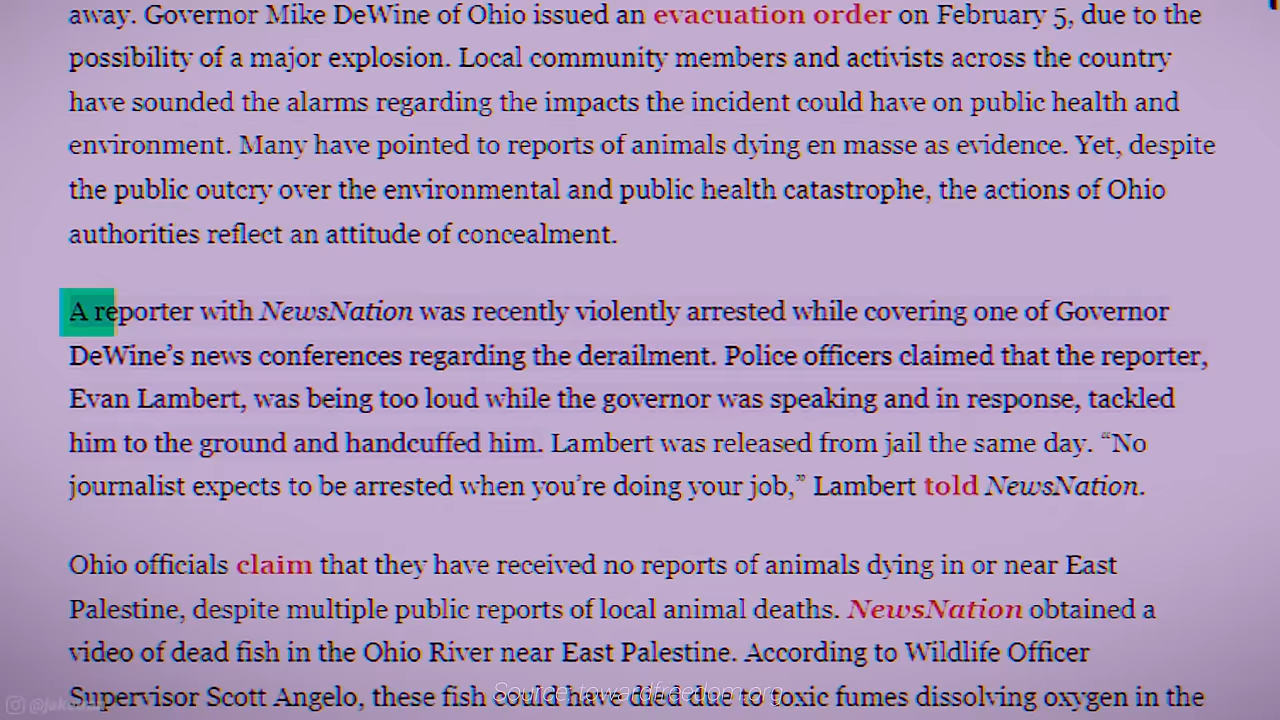 away. Governor Mike DeWine of Ohio issued an evacuation order on February 5, due to the
possibility of a major explosion. Local community members and activists across the country
have sounded the alarms regarding the impacts the incident could have on public health and
environment. Many have pointed to reports of animals dying en masse as evidence. Yet, despite
the public outcry over the environmental and public health catastrophe, the actions of Ohio
authorities reflect an attitude of concealment.
A reporter with NewsNation was recently violently arrested while covering one of Governor
DeWine’s news conferences regarding the derailment. Police officers claimed that the reporter,
Evan Lambert, was being too loud while the governor was speaking and in response, tackled
him to the ground and handcuffed him. Lambert was released from jail the same day. “No
journalist expects to be arrested when you’re doing your job,” Lambert told NewsNation.
Ohio officials claim that they have received no reports of animals dying in or near East
Palestine, despite multiple public reports of local animal deaths. NewsNation obtained a
video of dead fish in the Ohio River near East Palestine. According to Wildlife Officer
Supervisor Scott Angelo, these fish could have died due to toxic fumes dissolving oxygen in the
Source: towardfreedom.org